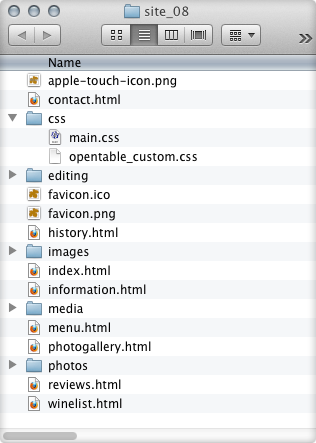 site_08
Name
apple-touch-icon.png
contact.html
css
main.css
opentable_custom.css
editing
favicon.ico
favicon.png
history.html
images
index.html
information.html
media
menu.html
photogallery.html
photos
reviews.html
winelist.html